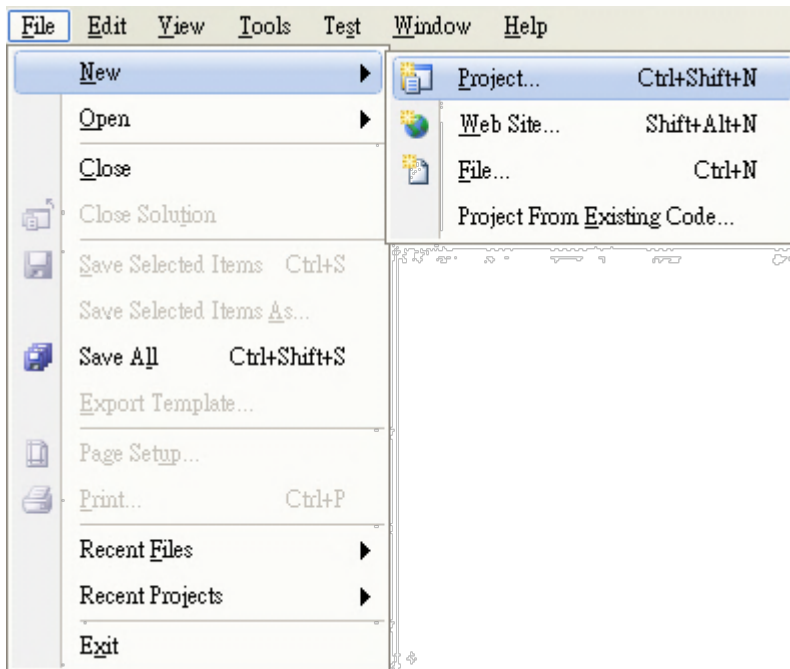 File Edit View Tools Test Window Help
New
Open
Close
Close Solution
Save Selected Items Ctrl+S
Save Selected Items As...
Save All Ctrl+Shift+S
Export Template...
Page Setup...
Print... Ctrl+P
Recent Files
Recent Projects
Exit
Project... Ctrl+Shift+N
Web Site... Shift+Alt+N
File... Ctrl+N
Project From Existing Code...